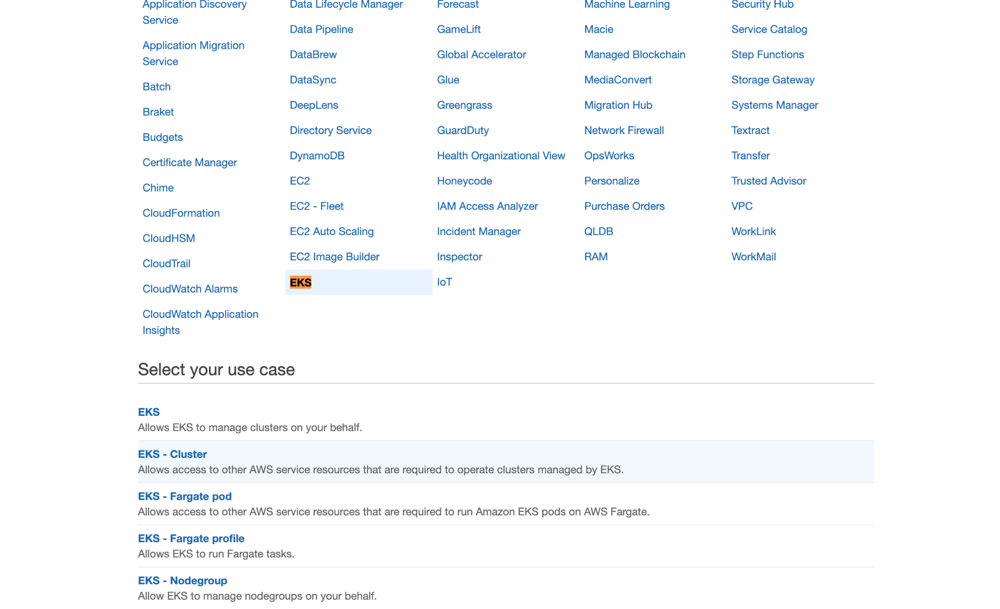 Application Discovery
Service
Application Migration
Service
Batch
Braket
Budgets
Certificate Manager
Chime
CloudFormation
CloudHSM
CloudTrail
CloudWatch Alarms
CloudWatch Application
Insights
Data Lifecycle Manager
Data Pipeline
DataBrew
DataSync
DeepLens
Directory Service
DynamoDB
EC2
EC2 - Fleet
EC2 Auto Scaling
EC2 Image Builder
EKS
Forecast
GameLift
Global Accelerator
Glue
Greengrass
GuardDuty
Health Organizational View
Honeycode
IAM Access Analyzer
Incident Manager
Inspector
IoT
Machine Learning
Macie
Managed Blockchain
MediaConvert
Migration Hub
Network Firewall
OpsWorks
Personalize
Purchase Orders
QLDB
RAM
Security Hub
Service Catalog
Step Functions
Storage Gateway
Systems Manager
Textract
Transfer
Trusted Advisor
VPC
WorkLink
WorkMail
Select your use case
EKS
Allows EKS to manage clusters on your behalf.
EKS - Cluster
Allows access to other AWS service resources that are required to operate clusters managed by EKS.
EKS - Fargate pod
Allows access to other AWS service resources that are required to run Amazon EKS pods on AWS Fargate.
EKS - Fargate profile
Allows EKS to run Fargate tasks.
EKS - Nodegroup
Allow EKS to manage nodegroups on your behalf.